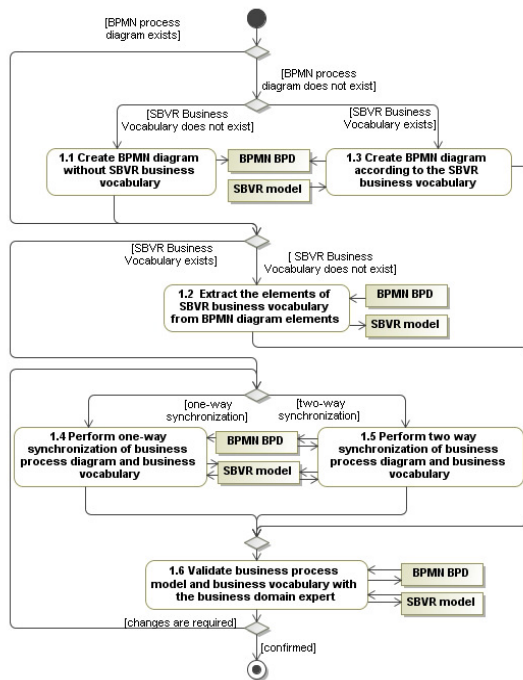 [BPMN process
diagram exists]
[BPMN process
diagram does not exist]
[SBVR Business
Vocabulary does not exist]
[SBVR Business
Vocabulary exists]
1.1 Create BPMN diagram
without SBVR business
vocabulary
BPMN BPD
SBVR model
1.3 Create BPMN diagram
according to the SBVR
business vocabulary
[SBVR Business
Vocabulary exists]
[ SBVR Business
Vocabulary does not exist]
1.2 Extract the elements of
SBVR business vocabulary
from BPMN diagram elements
BPMN BPD
SBVR model
[one-way
synchronization]
[two-way
synchronization]
1.4 Perform one-way
synchronization of business
process diagram and business
vocabulary
BPMN BPD
SBVR model
1.5 Perform two way
synchronization of business
process diagram and business
vocabulary
1.6 Validate business process
model and business vocabulary with
the business domain expert
BPMN BPD
SBVR model
[changes are required]
[confirmed]